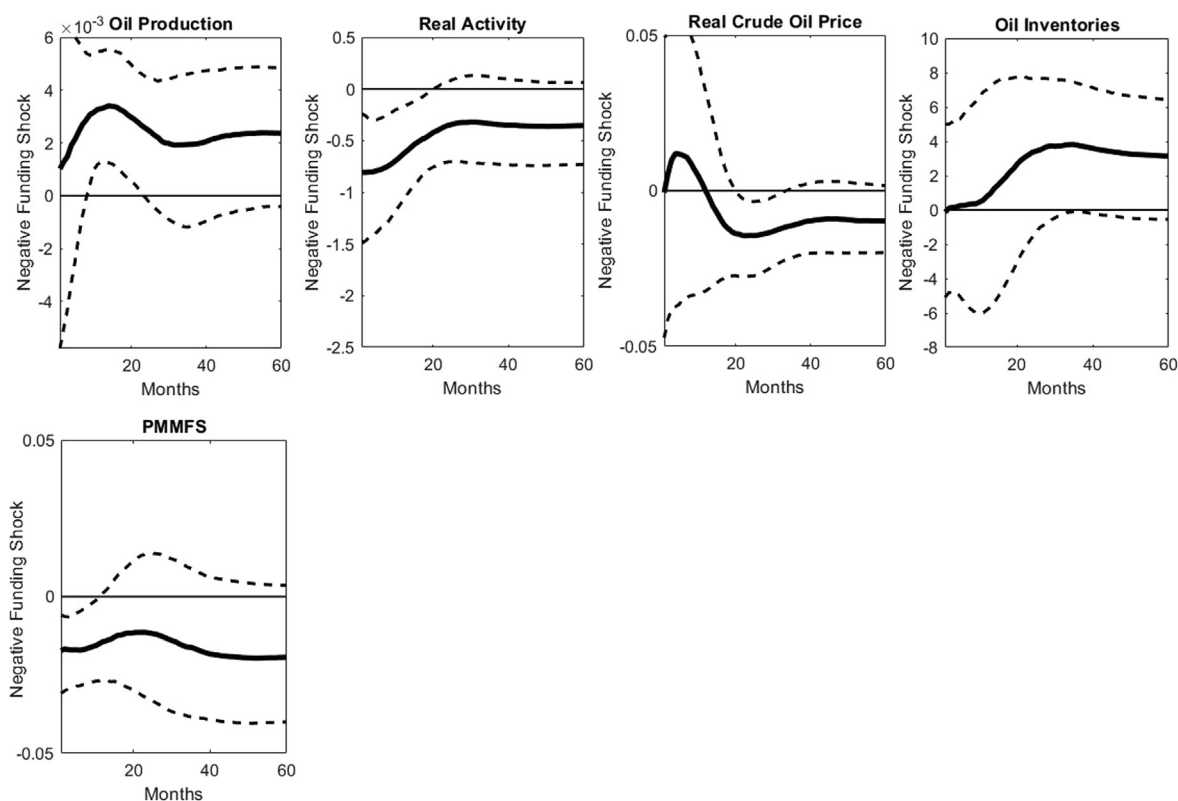 ×10⁻³ Oil Production
Negative Funding Shock
6
4
2
0
-2
-4
20 40 60
Months
Real Activity
Negative Funding Shock
0.5
0
-0.5
-1
-1.5
-2
-2.5
20 40 60
Months
Real Crude Oil Price
Negative Funding Shock
0.05
0
-0.05
20 40 60
Months
Oil Inventories
Negative Funding Shock
10
8
6
4
2
0
-2
-4
-6
-8
20 40 60
Months
PMMFS
Negative Funding Shock
0.05
0
-0.05
20 40 60
Months